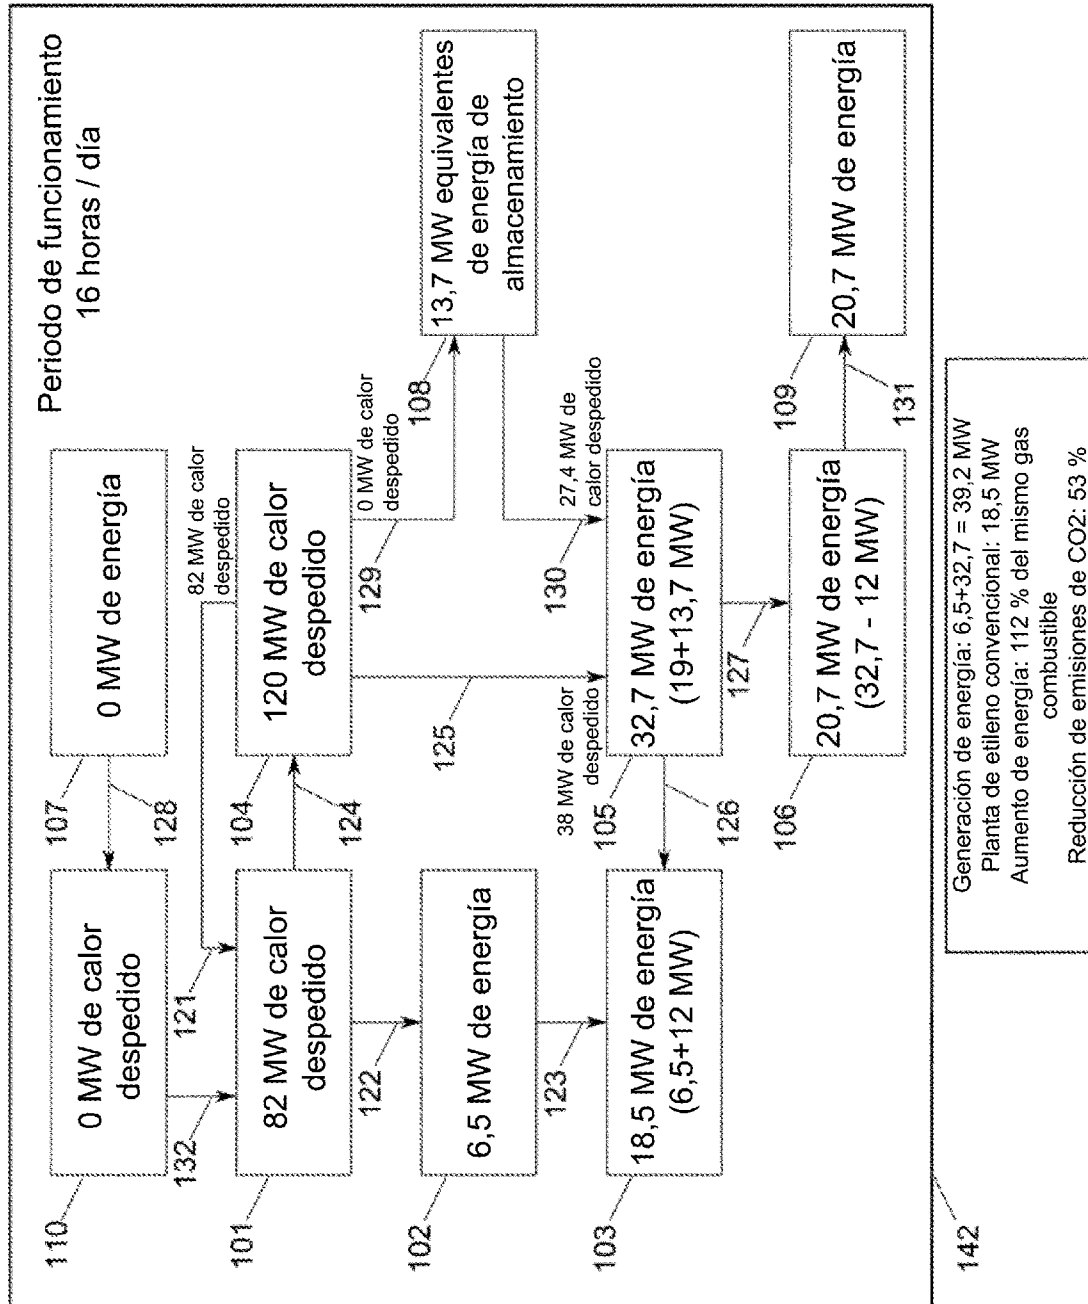 Periodo de funcionamiento
16 horas / día
110
0 MW de calor
despedido
107
0 MW de energía
128
132
121
82 MW de calor
despedido
101
82 MW de calor
despedido
124
104
120 MW de calor
despedido
122
125
129
0 MW de calor
despedido
108
13,7 MW equivalentes
de energía de
almacenamiento
102
6,5 MW de energía
123
38 MW de calor
despedido
130
27,4 MW de
calor despedido
103
18,5 MW de energía
(6,5+12 MW)
126
105
32,7 MW de energía
(19+13,7 MW)
127
106
20,7 MW de energía
(32,7 - 12 MW)
131
109
20,7 MW de energía
142
Generación de energía: 6,5+32,7 = 39,2 MW
Planta de etileno convencional: 18,5 MW
Aumento de energía: 112 % del mismo gas
combustible
Reducción de emisiones de CO2: 53 %